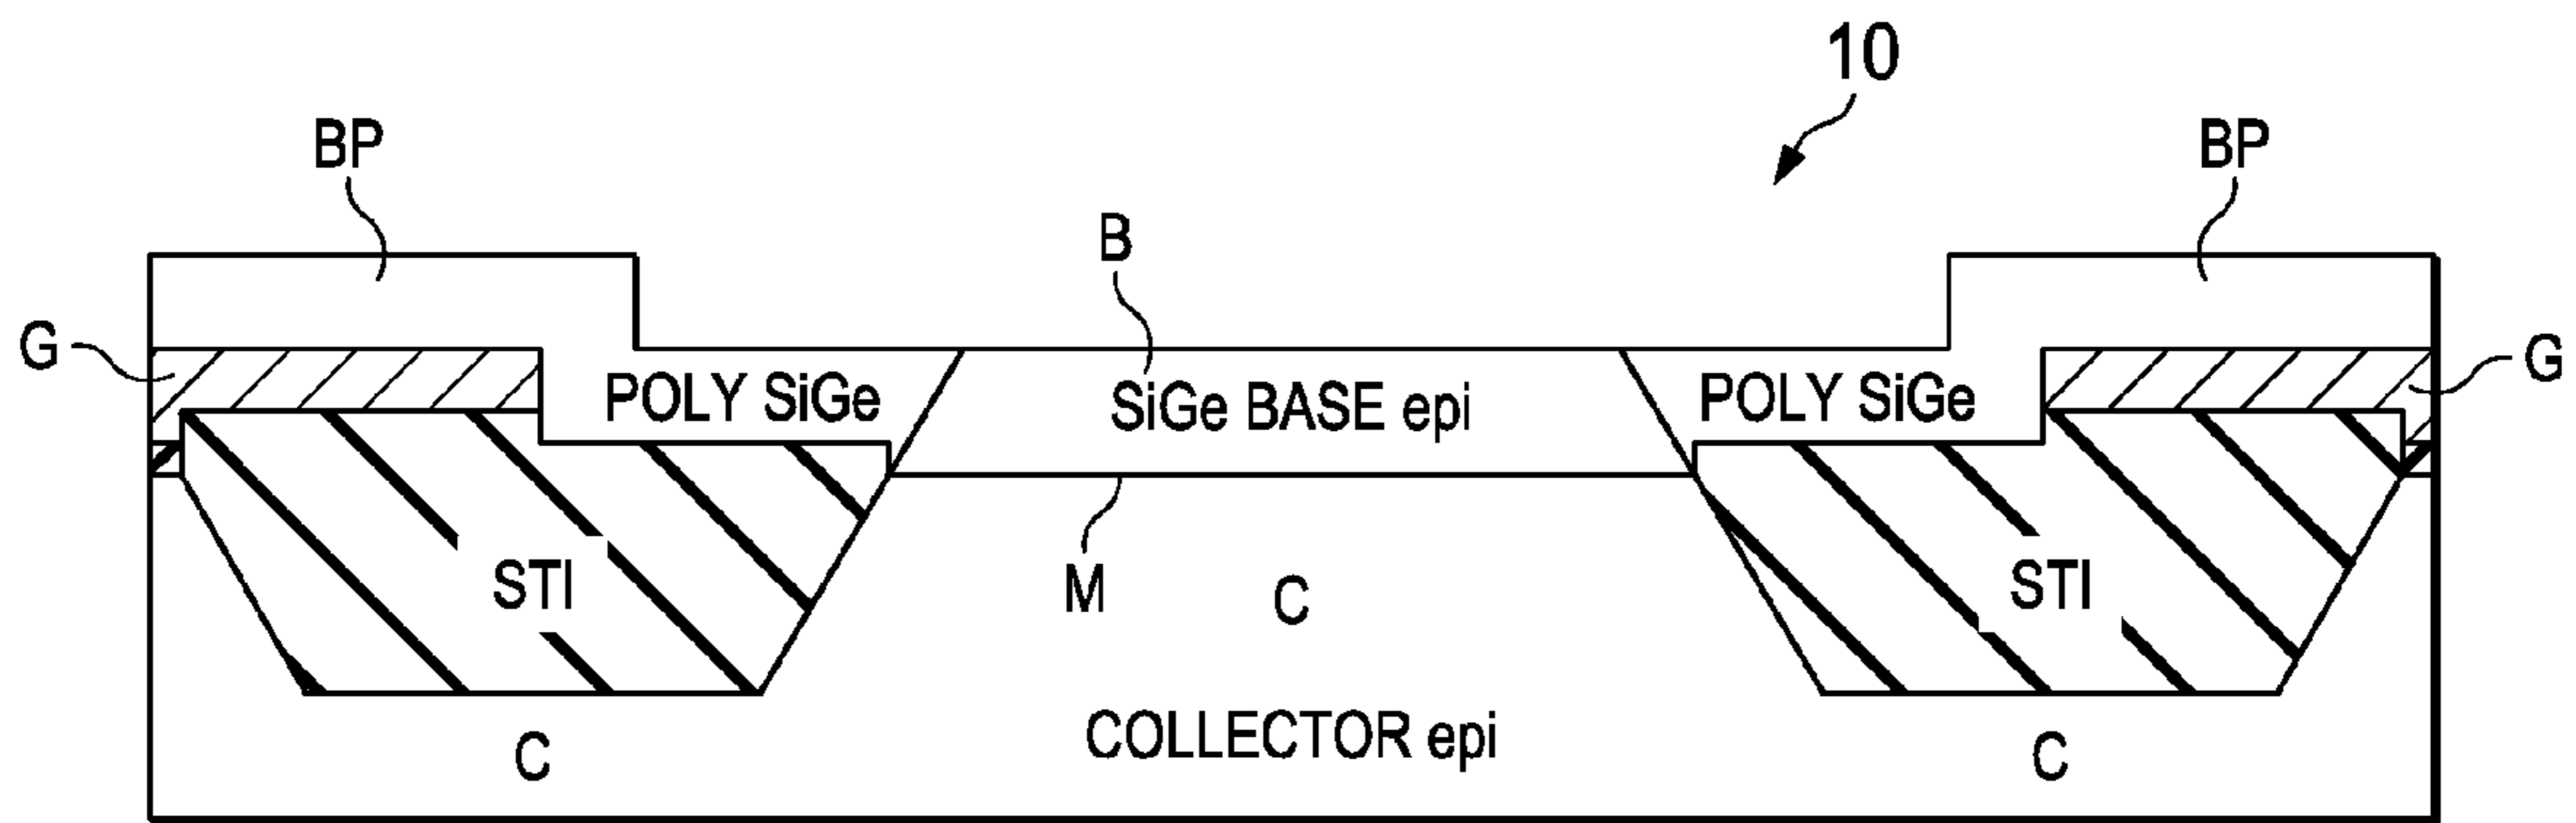 10
BP
BP
B
G
POLY SiGe
SiGe BASE epi
POLY SiGe
G
STI
M
C
STI
COLLECTOR epi
C
C